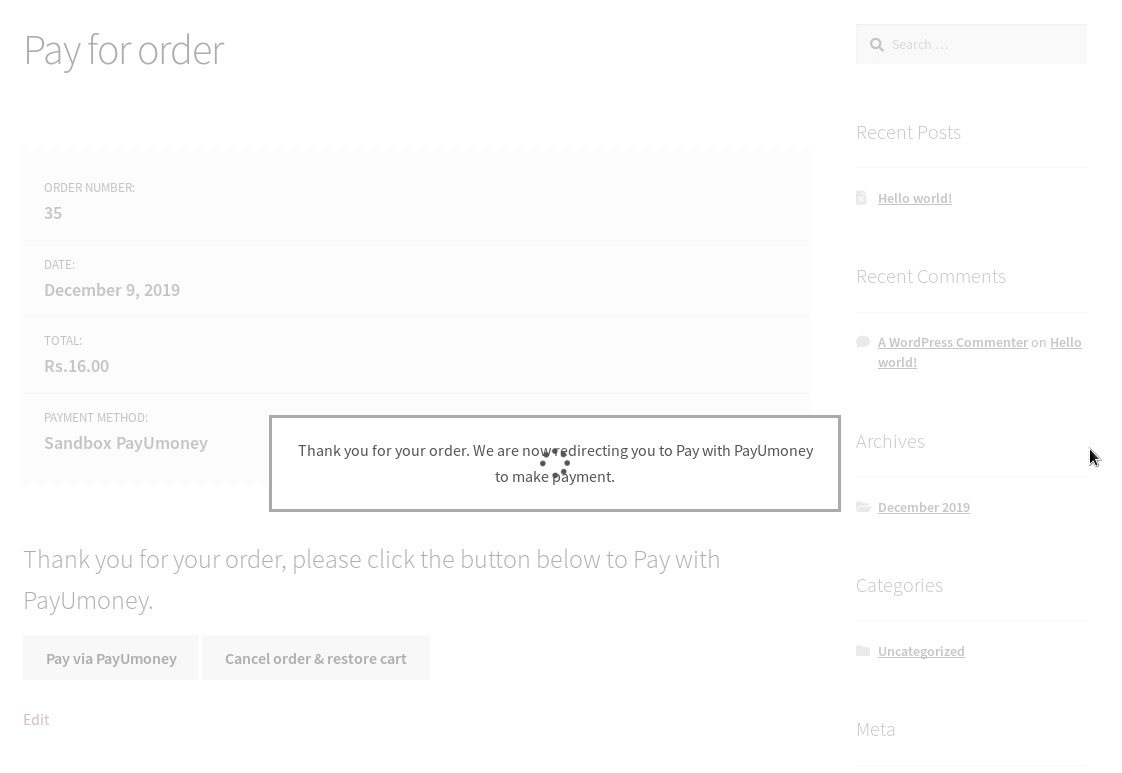 Pay for order
ORDER NUMBER:
35
DATE:
December 9, 2019
TOTAL:
Rs.16.00
PAYMENT METHOD:
Sandbox PayUmoney
Thank you for your order. We are now redirecting you to Pay with PayUmoney
to make payment.
Thank you for your order, please click the button below to Pay with
PayUmoney.
Pay via PayUmoney
Cancel order & restore cart
Edit
Search …
Recent Posts
Hello world!
Recent Comments
A WordPress Commenter on Hello
world!
Archives
December 2019
Categories
Uncategorized
Meta